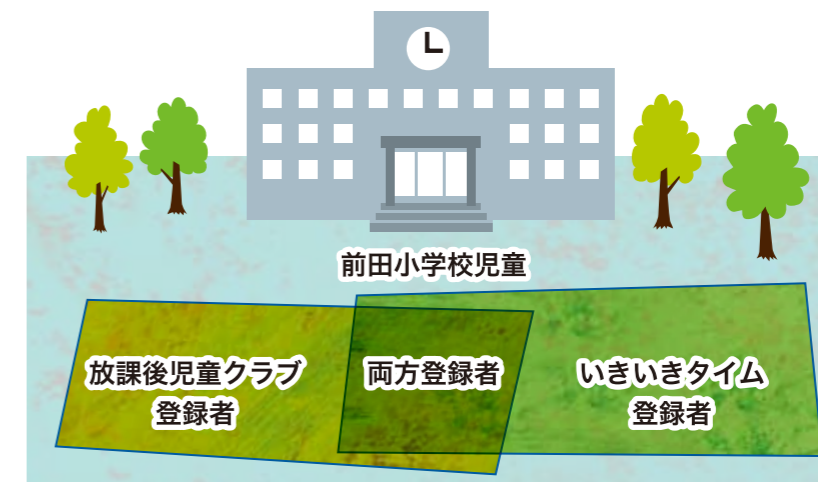 前田小学校児童
放課後児童クラブ
登録者
両方登録者
いきいきタイム
登録者